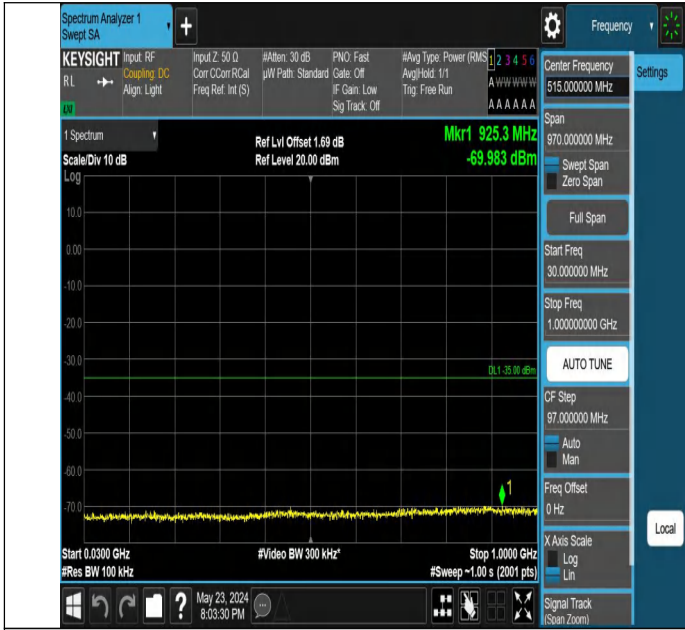 Spectrum Analyzer 1
Swept SA
+
Frequency
KEYSIGHT
RL
LXI
Input: RF
Coupling: DC
Align: Light
Input Z: 50 Ω
Corr CCorr RCal
Freq Ref: Int (S)
#Atten: 30 dB
µW Path: Standard
PNO: Fast
Gate: Off
IF Gain: Low
Sig Track: Off
#Avg Type: Power (RMS
Avg|Hold: 1/1
Trig: Free Run
1 2 3 4 5 6
A W W W W W
A A A A A A
1 Spectrum
Scale/Div 10 dB
Log
Ref Lvl Offset 1.69 dB
Ref Level 20.00 dBm
Mkr1 925.3 MHz
-69.983 dBm
10.0
0.00
-10.0
-20.0
-30.0
DL1 -35.00 dBm
-40.0
-50.0
-60.0
1
-70.0
Start 0.0300 GHz
#Res BW 100 kHz
#Video BW 300 kHz*
Stop 1.0000 GHz
#Sweep ~1.00 s (2001 pts)
?
May 23, 2024
8:03:30 PM
Center Frequency
515.000000 MHz
Settings
Span
970.000000 MHz
Swept Span
Zero Span
Full Span
Start Freq
30.000000 MHz
Stop Freq
1.000000000 GHz
AUTO TUNE
CF Step
97.000000 MHz
Auto
Man
Freq Offset
0 Hz
Local
X Axis Scale
Log
Lin
Signal Track
(Span Zoom)